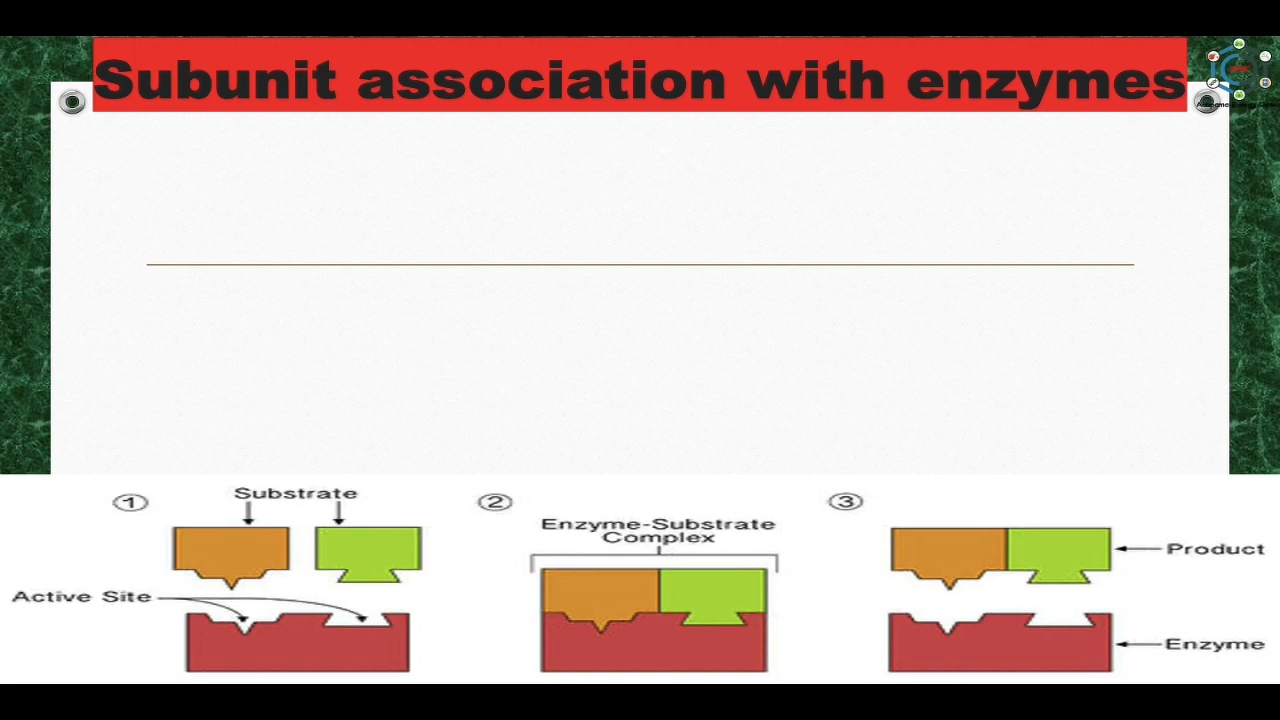 Subunit association with enzymes
① Substrate
Active Site
② Enzyme-Substrate
Complex
③
Product
Enzyme